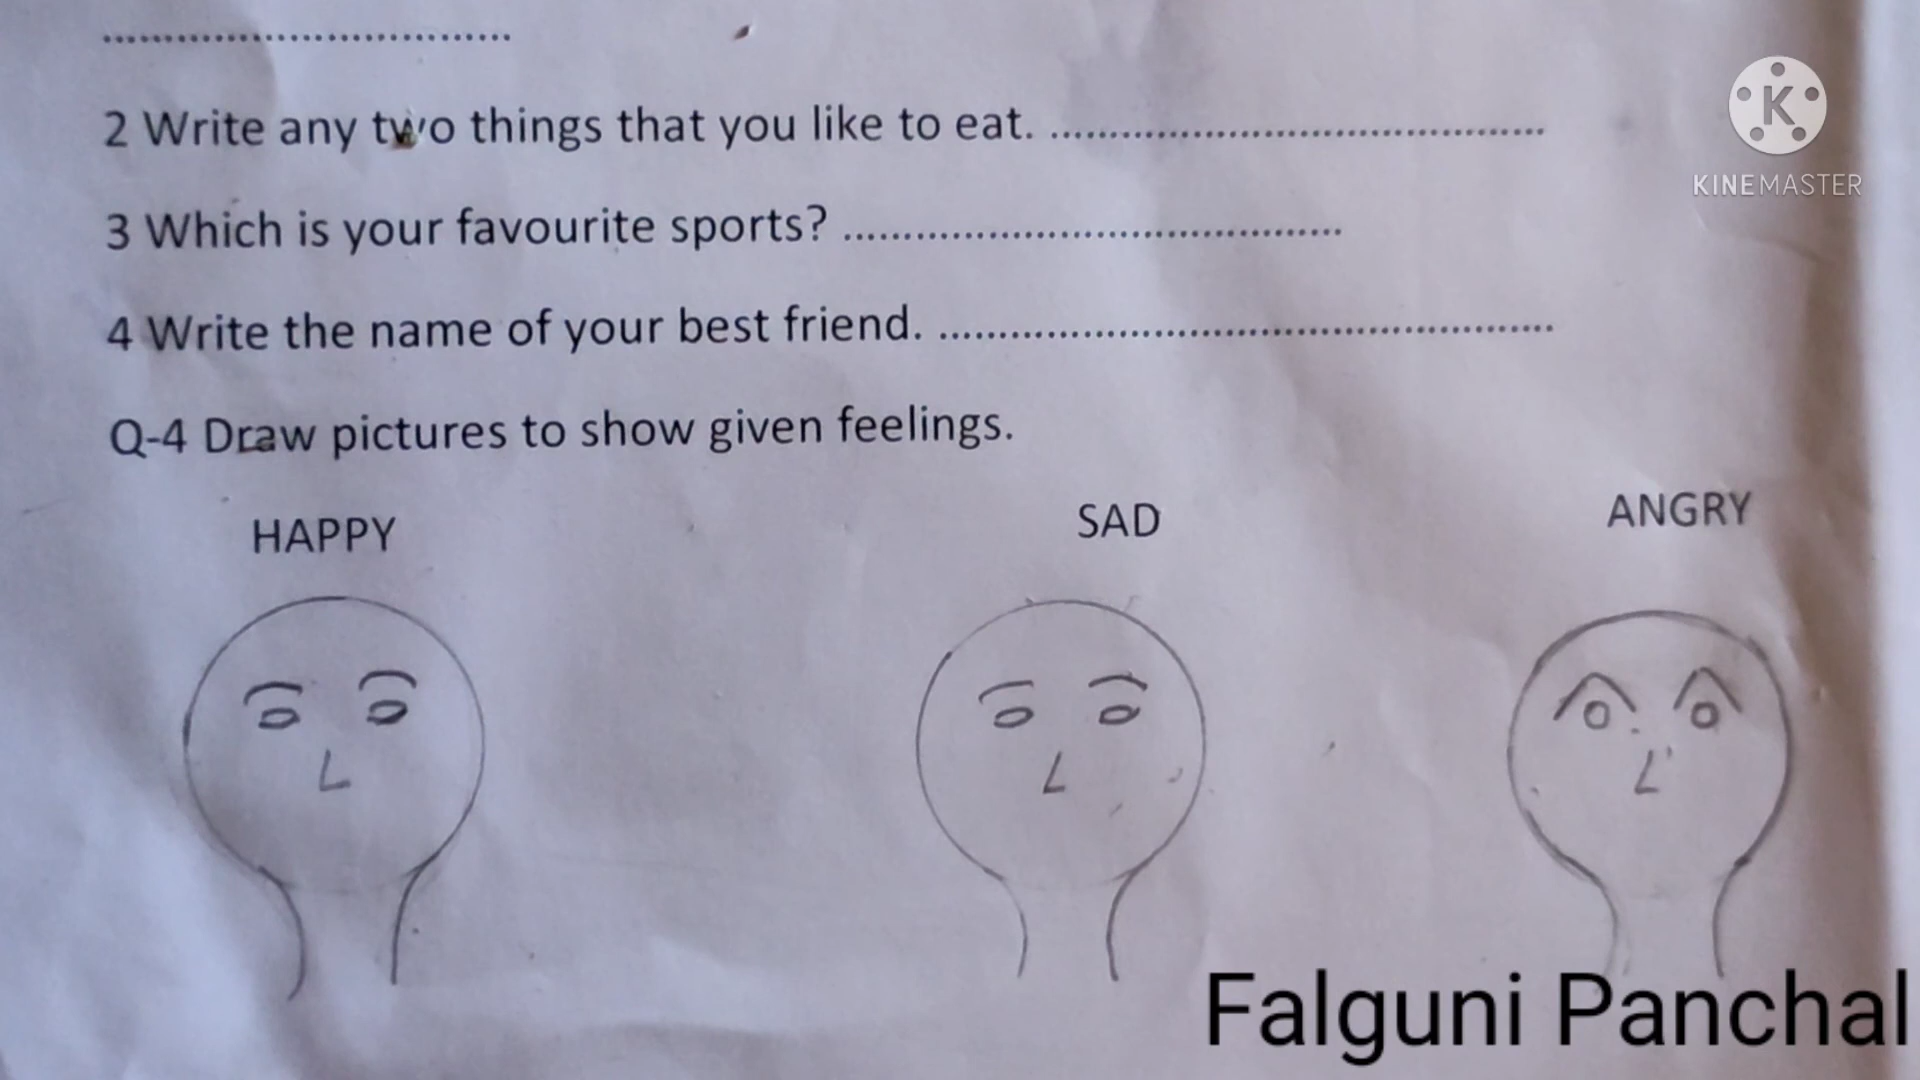 ................................
2 Write any two things that you like to eat. ..........................................
3 Which is your favourite sports? ..........................................
4 Write the name of your best friend. ....................................................
Q-4 Draw pictures to show given feelings.
HAPPY SAD ANGRY
K
KINEMASTER
Falguni Panchal